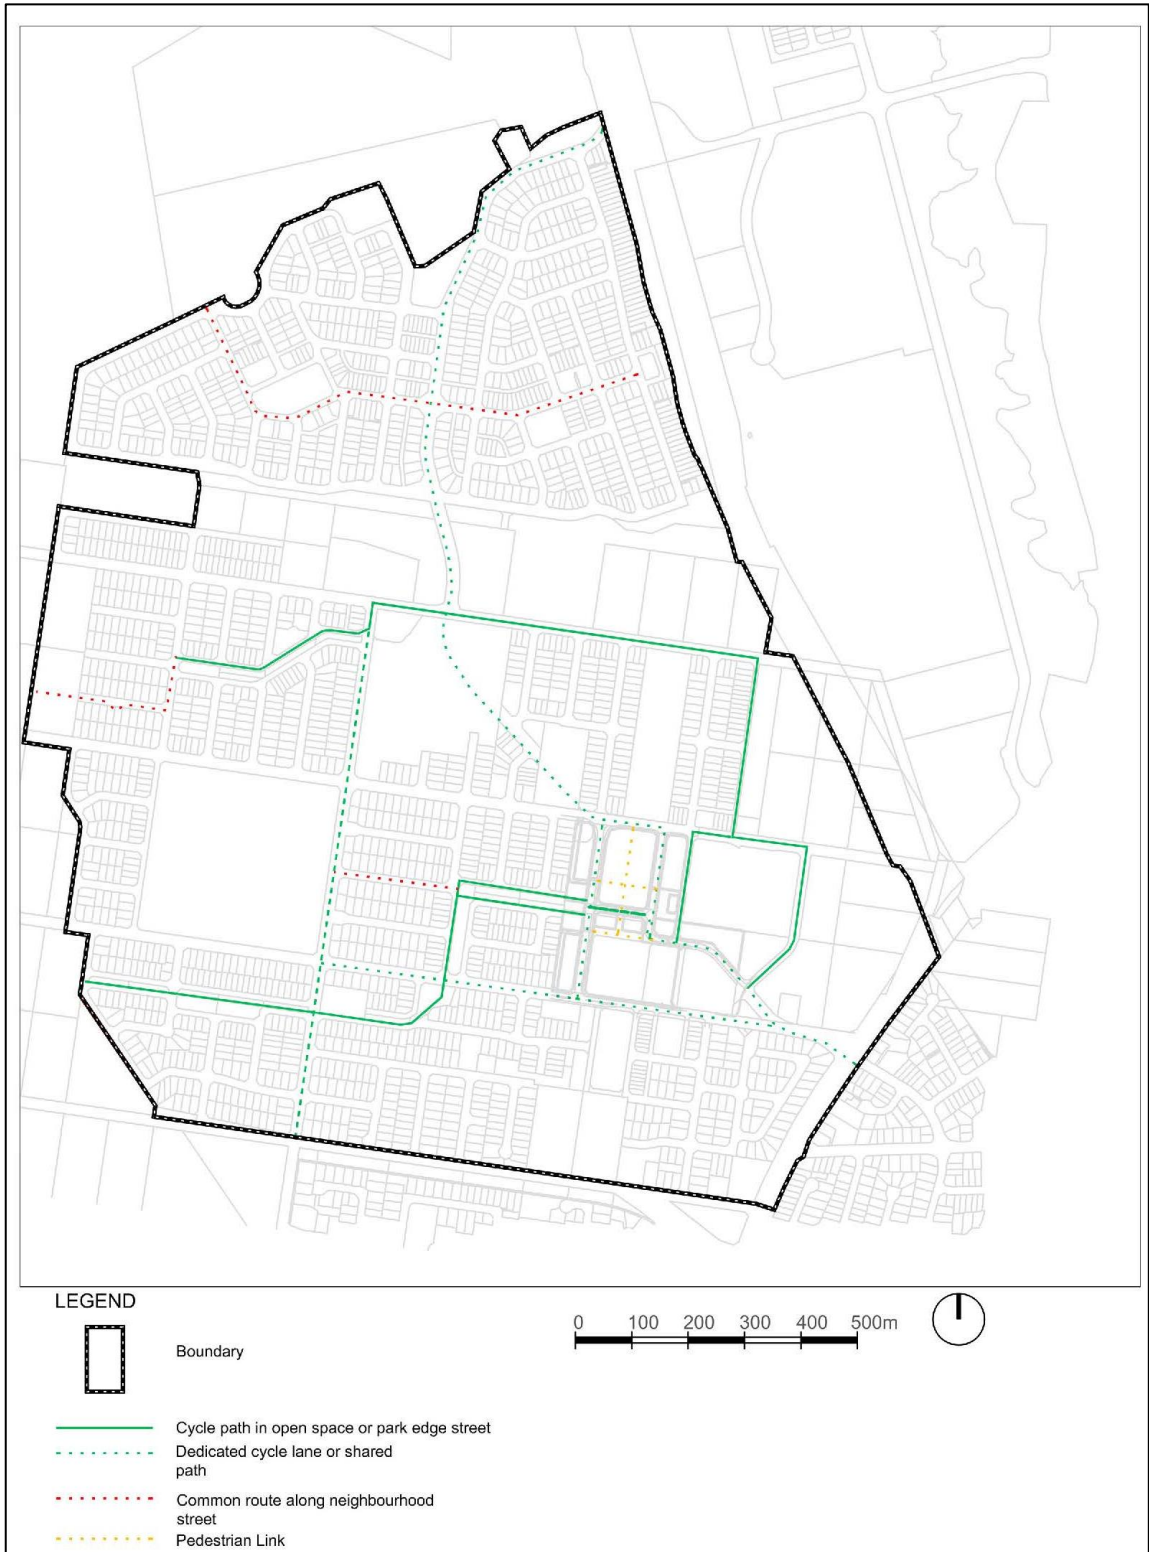 LEGEND
Boundary
0 100 200 300 400 500m
Cycle path in open space or park edge street
Dedicated cycle lane or shared
path
Common route along neighbourhood
street
Pedestrian Link